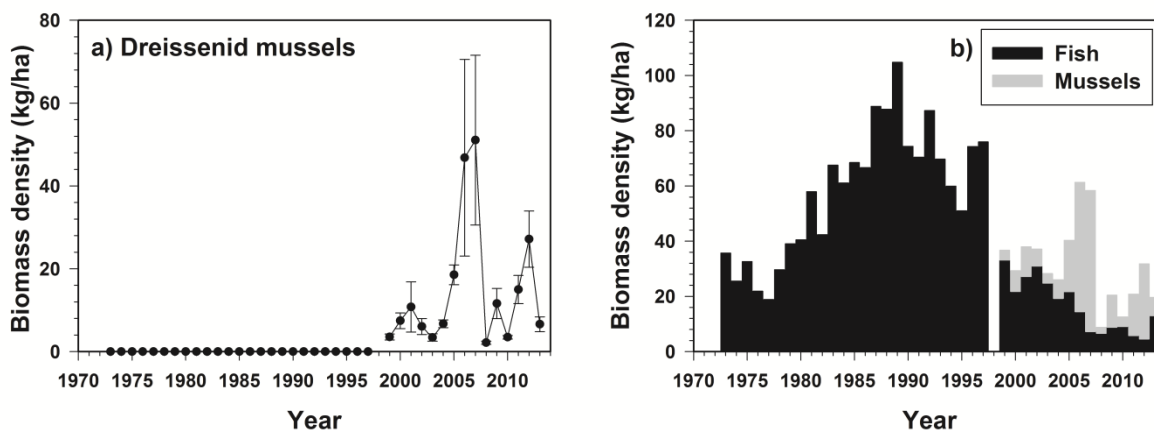 a) Dreissenid mussels
Biomass density (kg/ha)
80
60
40
20
0
1970 1975 1980 1985 1990 1995 2000 2005 2010
Year
b)
Fish
Mussels
Biomass density (kg/ha)
120
100
80
60
40
20
0
1970 1975 1980 1985 1990 1995 2000 2005 2010
Year